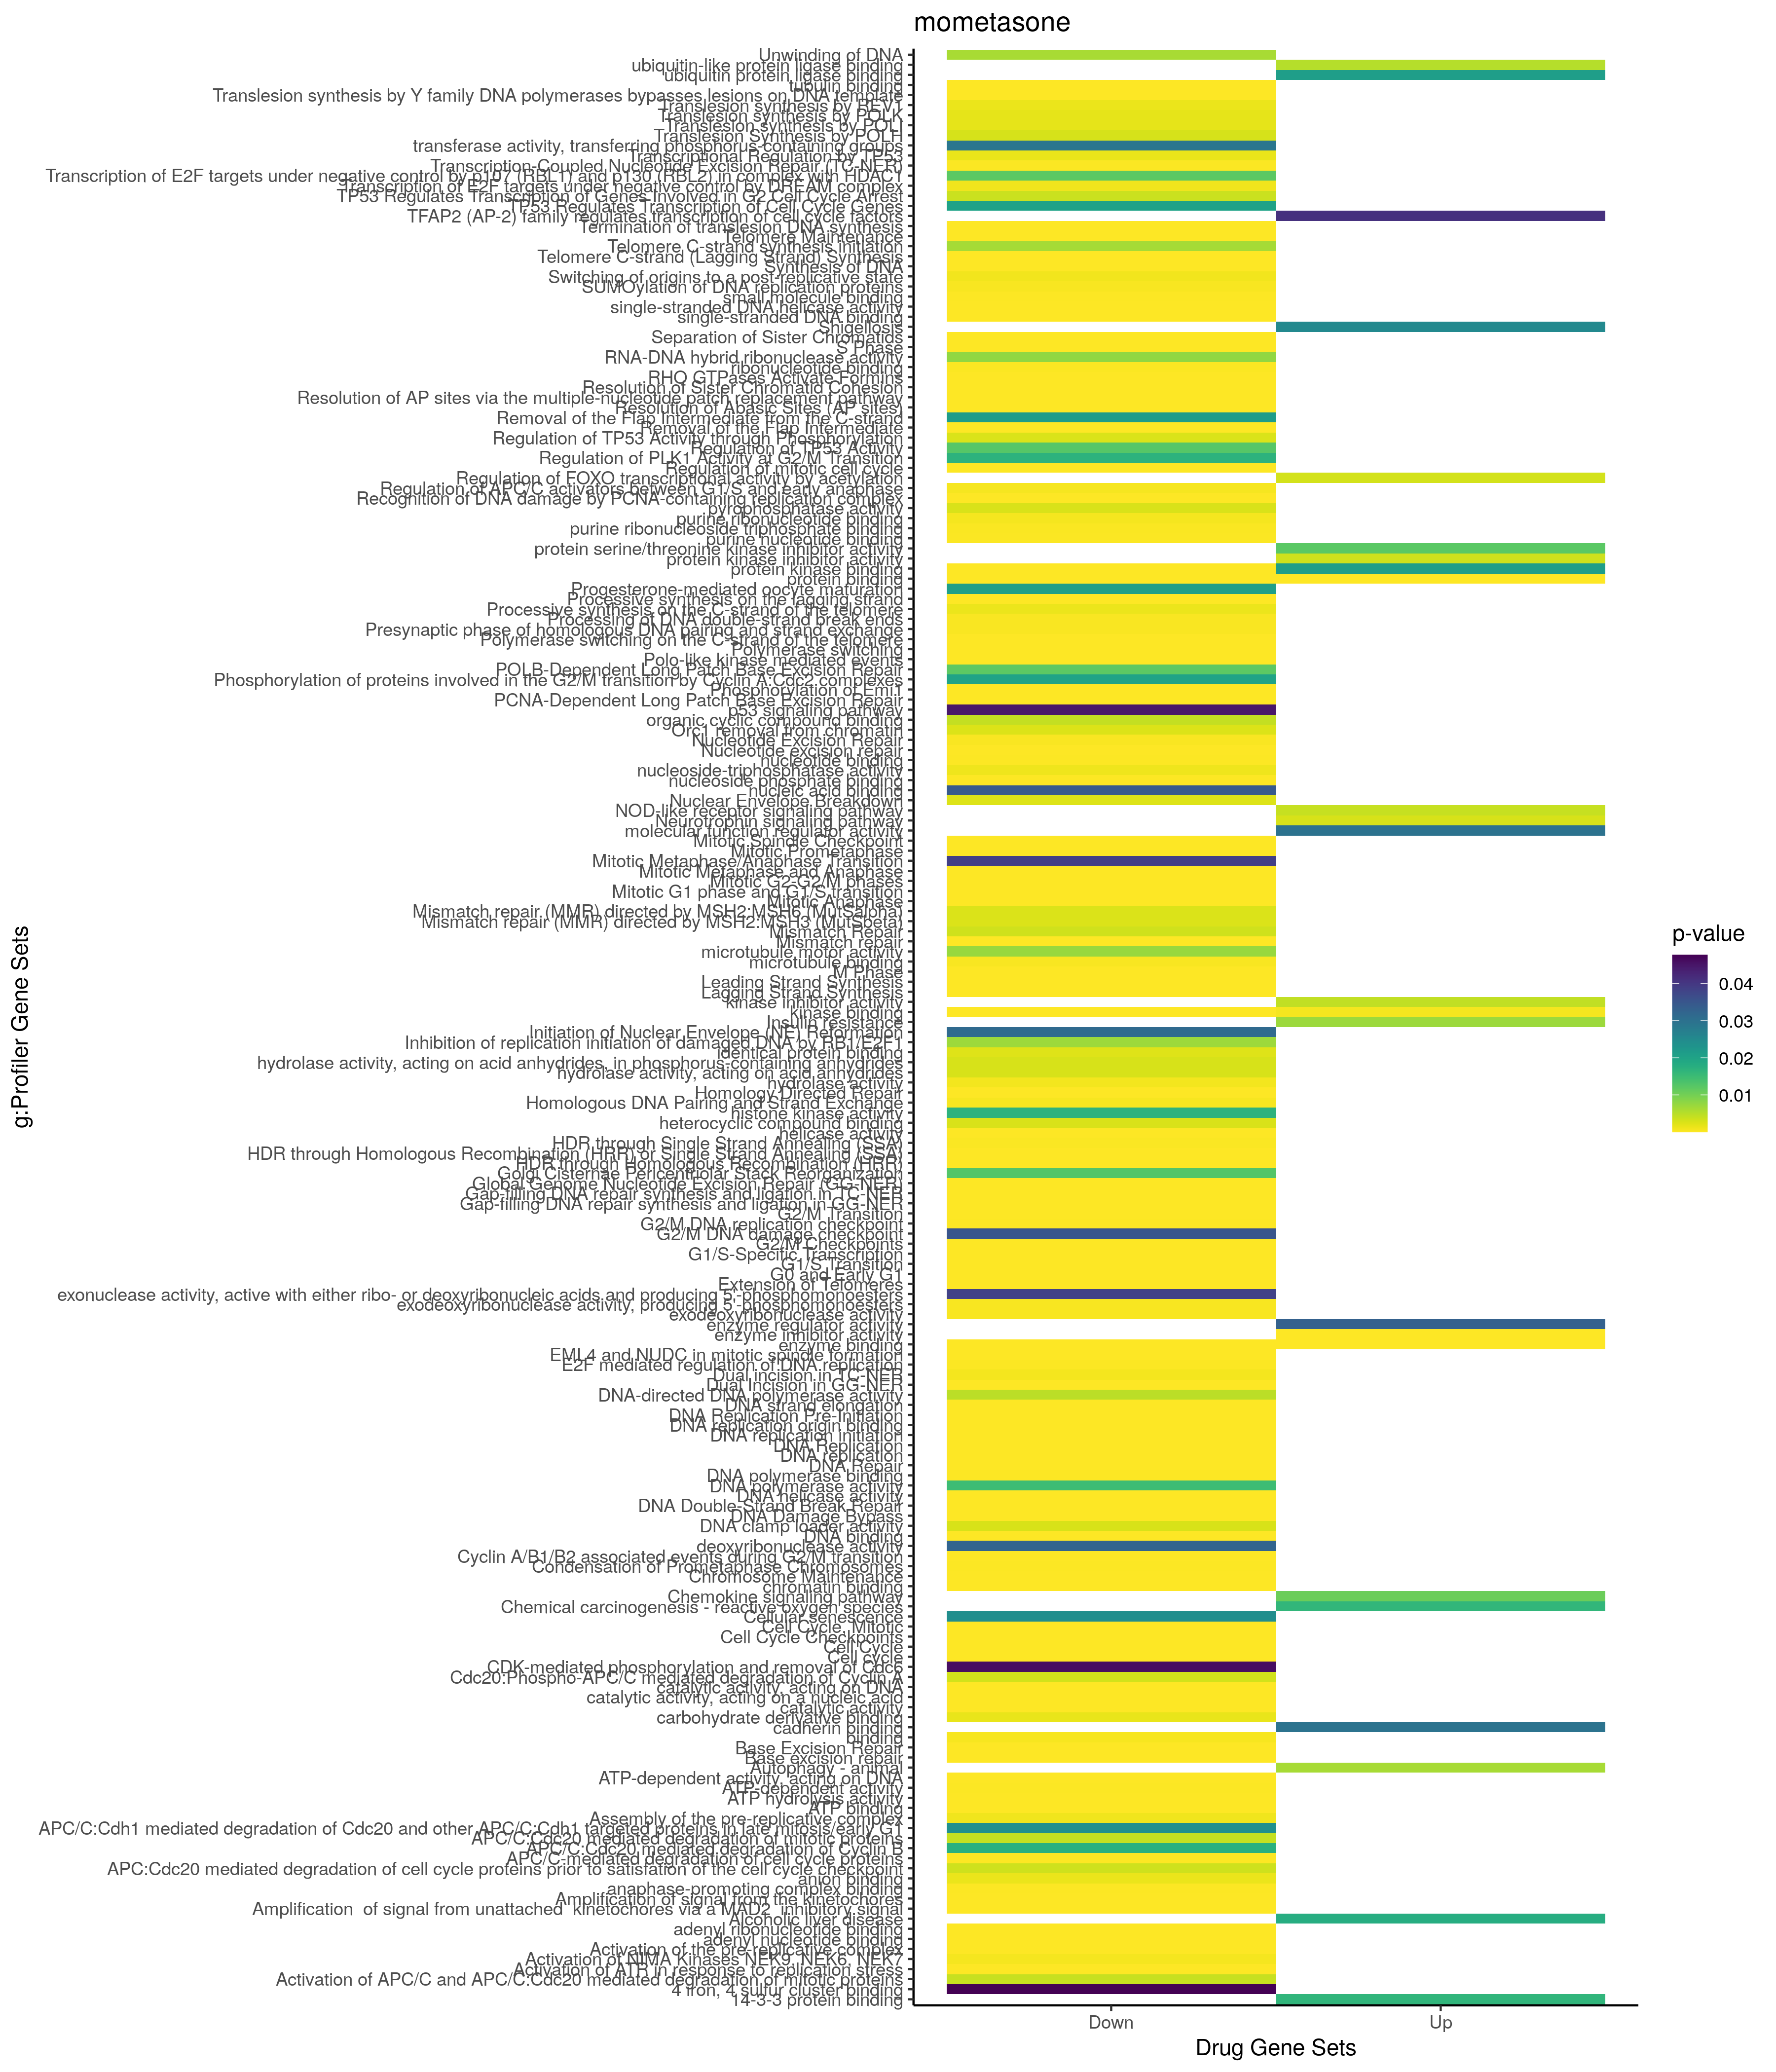 mometasone
g:Profiler Gene Sets
Unwinding of DNA
ubiquitin-like protein ligase binding
ubiquitin protein ligase binding
tubulin binding
Translesion synthesis by Y family DNA polymerases bypasses lesions on DNA template
Translesion synthesis by REV1
Translesion synthesis by POLK
Translesion synthesis by POLI
Translesion Synthesis by POLH
transferase activity, transferring phosphorus-containing groups
Transcriptional Regulation by TP53
Transcription-Coupled Nucleotide Excision Repair (TC-NER)
Transcription of E2F targets under negative control by p107 (RBL1) and p130 (RBL2) in complex with HDAC1
Transcription of E2F targets under negative control by DREAM complex
TP53 Regulates Transcription of Genes Involved in G2 Cell Cycle Arrest
TP53 Regulates Transcription of Cell Cycle Genes
TFAP2 (AP-2) family regulates transcription of cell cycle factors
Termination of translesion DNA synthesis
Telomere Maintenance
Telomere C-strand synthesis initiation
Telomere C-strand (Lagging Strand) Synthesis
Synthesis of DNA
Switching of origins to a post-replicative state
SUMOylation of DNA replication proteins
small molecule binding
single-stranded DNA helicase activity
single-stranded DNA binding
Shigellosis
Separation of Sister Chromatids
S Phase
RNA-DNA hybrid ribonuclease activity
ribonucleotide binding
RHO GTPases Activate Formins
Resolution of Sister Chromatid Cohesion
Resolution of AP sites via the multiple-nucleotide patch replacement pathway
Resolution of Abasic Sites (AP sites)
Removal of the Flap Intermediate from the C-strand
Removal of the Flap Intermediate
Regulation of TP53 Activity through Phosphorylation
Regulation of TP53 Activity
Regulation of PLK1 Activity at G2/M Transition
Regulation of mitotic cell cycle
Regulation of FOXO transcriptional activity by acetylation
Regulation of APC/C activators between G1/S and early anaphase
Recognition of DNA damage by PCNA-containing replication complex
pyrophosphatase activity
purine ribonucleotide binding
purine ribonucleoside triphosphate binding
purine nucleotide binding
protein serine/threonine kinase inhibitor activity
protein kinase inhibitor activity
protein kinase binding
protein binding
Progesterone-mediated oocyte maturation
Processive synthesis on the lagging strand
Processive synthesis on the C-strand of the telomere
Processing of DNA double-strand break ends
Presynaptic phase of homologous DNA pairing and strand exchange
Polymerase switching on the C-strand of the telomere
Polymerase switching
Polo-like kinase mediated events
POLB-Dependent Long Patch Base Excision Repair
Phosphorylation of proteins involved in the G2/M transition by Cyclin A:Cdc2 complexes
Phosphorylation of Emi1
PCNA-Dependent Long Patch Base Excision Repair
p53 signaling pathway
organic cyclic compound binding
Orc1 removal from chromatin
Nucleotide Excision Repair
Nucleotide excision repair
nucleotide binding
nucleoside-triphosphatase activity
nucleoside phosphate binding
nucleic acid binding
Nuclear Envelope Breakdown
NOD-like receptor signaling pathway
Neurotrophin signaling pathway
molecular function regulator activity
Mitotic Spindle Checkpoint
Mitotic Prometaphase
Mitotic Metaphase/Anaphase Transition
Mitotic Metaphase and Anaphase
Mitotic G2-G2/M phases
Mitotic G1 phase and G1/S transition
Mitotic Anaphase
Mismatch repair (MMR) directed by MSH2:MSH6 (MutSalpha)
Mismatch repair (MMR) directed by MSH2:MSH3 (MutSbeta)
Mismatch Repair
Mismatch repair
microtubule motor activity
microtubule binding
M Phase
Leading Strand Synthesis
Lagging Strand Synthesis
kinase inhibitor activity
kinase binding
Insulin resistance
Initiation of Nuclear Envelope (NE) Reformation
Inhibition of replication initiation of damaged DNA by RB1/E2F1
identical protein binding
hydrolase activity, acting on acid anhydrides, in phosphorus-containing anhydrides
hydrolase activity, acting on acid anhydrides
hydrolase activity
Homology Directed Repair
Homologous DNA Pairing and Strand Exchange
histone kinase activity
heterocyclic compound binding
helicase activity
HDR through Single Strand Annealing (SSA)
HDR through Homologous Recombination (HRR) or Single Strand Annealing (SSA)
HDR through Homologous Recombination (HRR)
Golgi Cisternae Pericentriolar Stack Reorganization
Global Genome Nucleotide Excision Repair (GG-NER)
Gap-filling DNA repair synthesis and ligation in TC-NER
Gap-filling DNA repair synthesis and ligation in GG-NER
G2/M Transition
G2/M DNA replication checkpoint
G2/M DNA damage checkpoint
G2/M Checkpoints
G1/S-Specific Transcription
G1/S Transition
G0 and Early G1
Extension of Telomeres
exonuclease activity, active with either ribo- or deoxyribonucleic acids and producing 5'-phosphomonoesters
exodeoxyribonuclease activity, producing 5'-phosphomonoesters
exodeoxyribonuclease activity
enzyme regulator activity
enzyme inhibitor activity
enzyme binding
EML4 and NUDC in mitotic spindle formation
E2F mediated regulation of DNA replication
Dual incision in TC-NER
Dual Incision in GG-NER
DNA-directed DNA polymerase activity
DNA strand elongation
DNA Replication Pre-Initiation
DNA replication origin binding
DNA replication initiation
DNA Replication
DNA replication
DNA Repair
DNA polymerase binding
DNA polymerase activity
DNA helicase activity
DNA Double-Strand Break Repair
DNA Damage Bypass
DNA clamp loader activity
DNA binding
deoxyribonuclease activity
Cyclin A/B1/B2 associated events during G2/M transition
Condensation of Prometaphase Chromosomes
Chromosome Maintenance
chromatin binding
Chemokine signaling pathway
Chemical carcinogenesis - reactive oxygen species
Cellular senescence
Cell Cycle, Mitotic
Cell Cycle Checkpoints
Cell Cycle
Cell cycle
CDK-mediated phosphorylation and removal of Cdc6
Cdc20:Phospho-APC/C mediated degradation of Cyclin A
catalytic activity, acting on DNA
catalytic activity, acting on a nucleic acid
catalytic activity
carbohydrate derivative binding
cadherin binding
binding
Base Excision Repair
Base excision repair
Autophagy - animal
ATP-dependent activity, acting on DNA
ATP-dependent activity
ATP hydrolysis activity
ATP binding
Assembly of the pre-replicative complex
APC/C:Cdh1 mediated degradation of Cdc20 and other APC/C:Cdh1 targeted proteins in late mitosis/early G1
APC/C:Cdc20 mediated degradation of mitotic proteins
APC/C:Cdc20 mediated degradation of Cyclin B
APC/C-mediated degradation of cell cycle proteins
APC:Cdc20 mediated degradation of cell cycle proteins prior to satisfation of the cell cycle checkpoint
anion binding
anaphase-promoting complex binding
Amplification of signal from the kinetochores
Amplification  of signal from unattached  kinetochores via a MAD2  inhibitory signal
Alcoholic liver disease
adenyl ribonucleotide binding
adenyl nucleotide binding
Activation of the pre-replicative complex
Activation of NIMA Kinases NEK9, NEK6, NEK7
Activation of ATR in response to replication stress
Activation of APC/C and APC/C:Cdc20 mediated degradation of mitotic proteins
4 iron, 4 sulfur cluster binding
14-3-3 protein binding
Down
Up
Drug Gene Sets
p-value
0.04
0.03
0.02
0.01